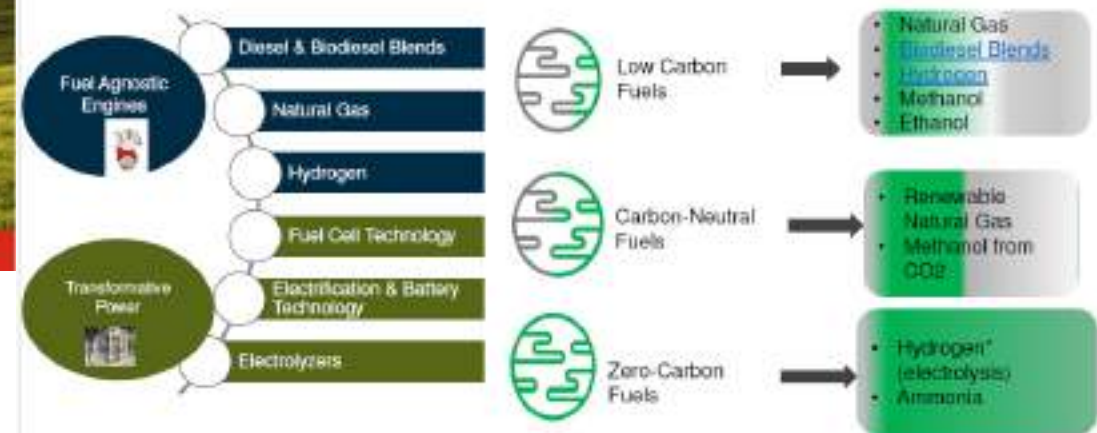 Fuel Agnostic
Engines
Diesel & Biodiesel Blends
Natural Gas
Hydrogen
Transformative
Power
Fuel Cell Technology
Electrification & Battery
Technology
Electrolyzers
Low Carbon
Fuels
• Natural Gas
• Biodiesel Blends
• Hydrogen
• Methanol
• Ethanol
Carbon-Neutral
Fuels
• Renewable
Natural Gas
• Methanol from
CO2
Zero-Carbon
Fuels
• Hydrogen*
(electrolysis)
• Ammonia